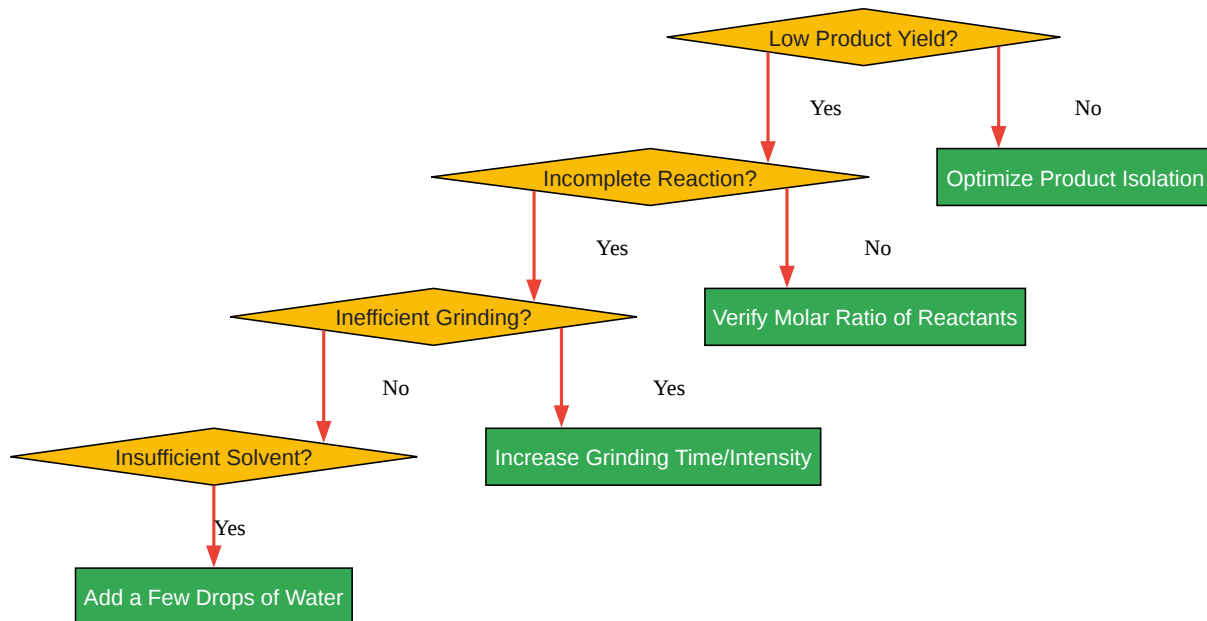 Low Product Yield?
Yes
No
Incomplete Reaction?
Optimize Product Isolation
Yes
No
Inefficient Grinding?
Verify Molar Ratio of Reactants
No
Yes
Insufficient Solvent?
Increase Grinding Time/Intensity
Yes
Add a Few Drops of Water